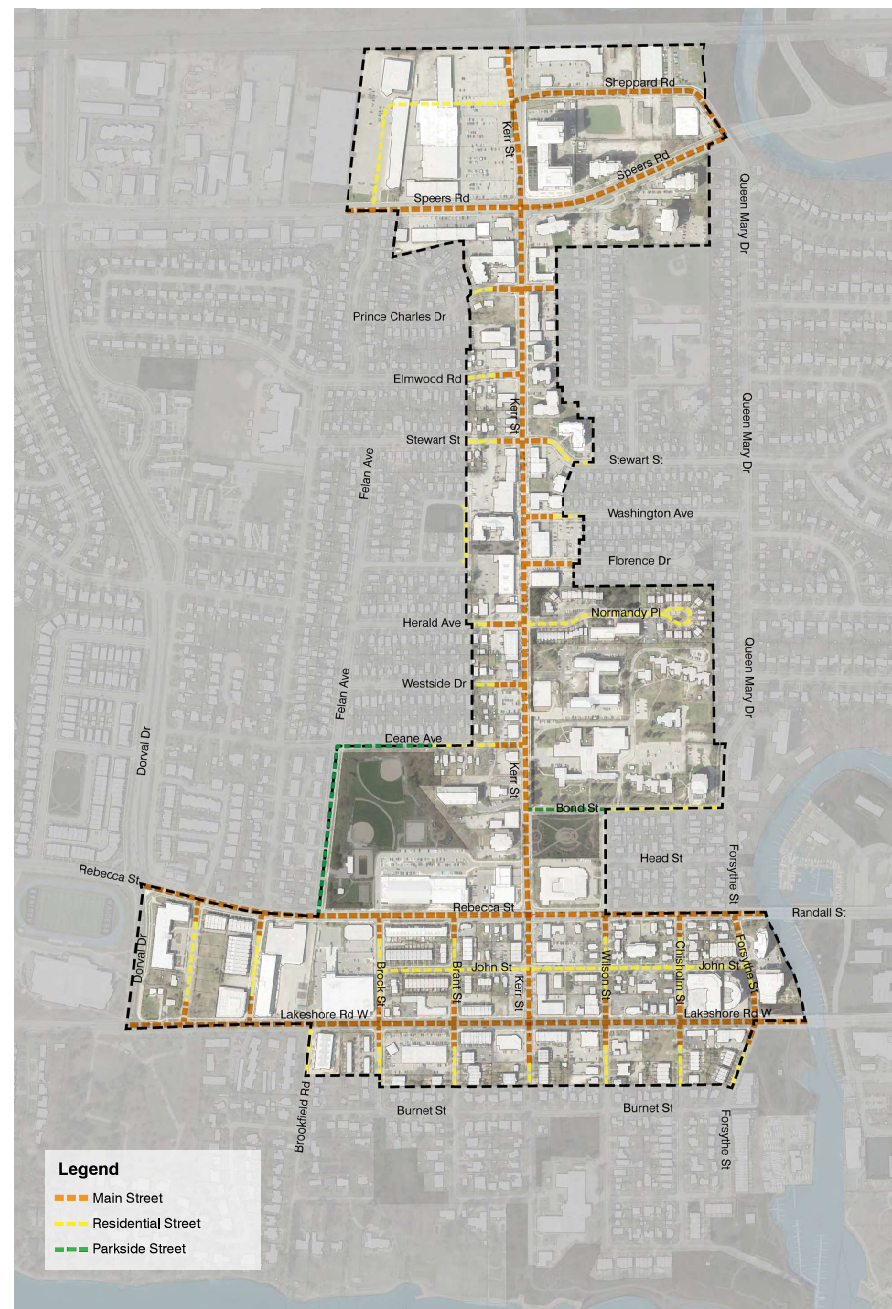 Sheppard Rd
Kerr St
Speers Rd
Speers Rd
Queen Mary Dr
Prince Charles Dr
Elmwood Rd
Kerr St
Queen Mary Dr
Stewart St
Stewart St
Felan Ave
Washington Ave
Florence Dr
Normandy Pl
Herald Ave
Queen Mary Dr
Westside Dr
Felan Ave
Dorval Dr
Deane Ave
Kerr St
Bond St
Head St
Forsythe St
Rebecca St
Rebecca St
Randall St
Dorval Dr
Brock St
Brant St
John St
Kerr St
Wilson St
Chisholm St
John St
Forsythe St
Lakeshore Rd W
Lakeshore Rd W
Brookfield Rd
Burnet St
Burnet St
Forsythe St
Legend
Main Street
Residential Street
Parkside Street